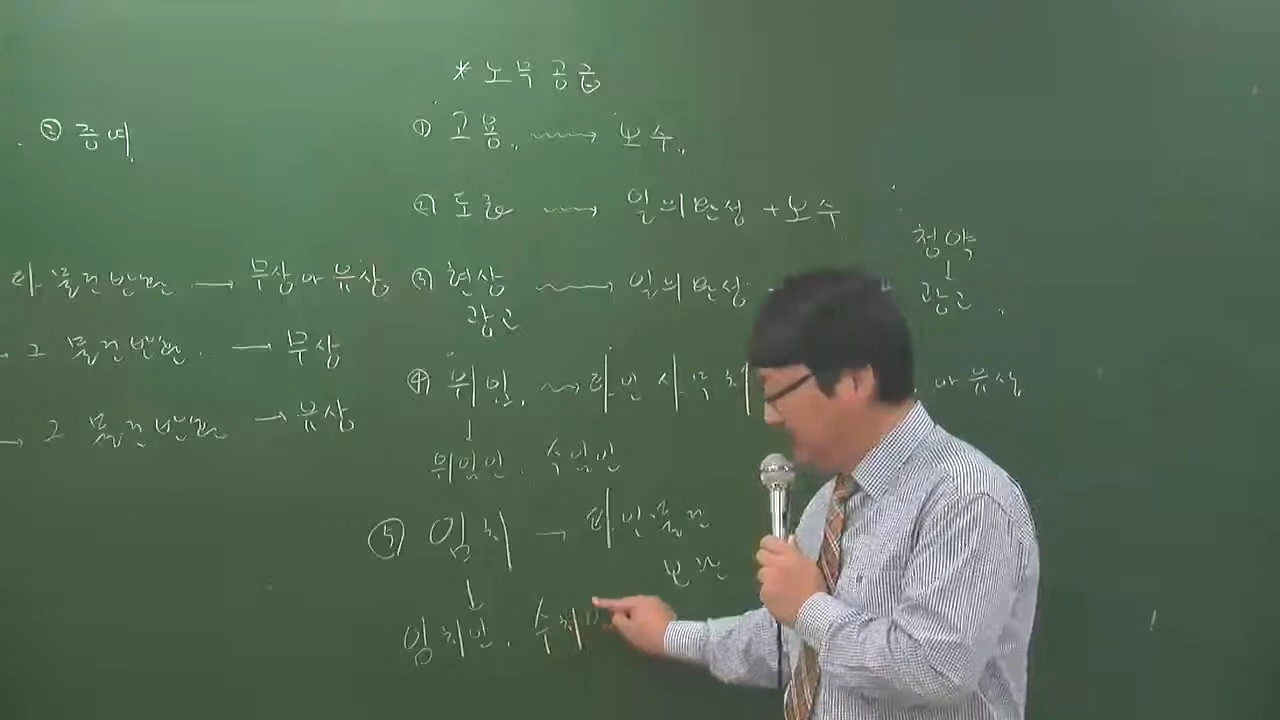 ② 증여
라 물건반환 → 무상 or 유상
→ 그 물건반환. → 무상
→ 그 물건반환 → 유상
* 노무공급
① 고용 → 보수
② 도급 → 일의완성 + 보수
③ 현상광고 → 일의완성
청약
↓
광고
④ 위임 → 타인 사무 유상
↓
위임인. 수임인
⑤ 임치 → 타인물건
보관
↓
임치인. 수치